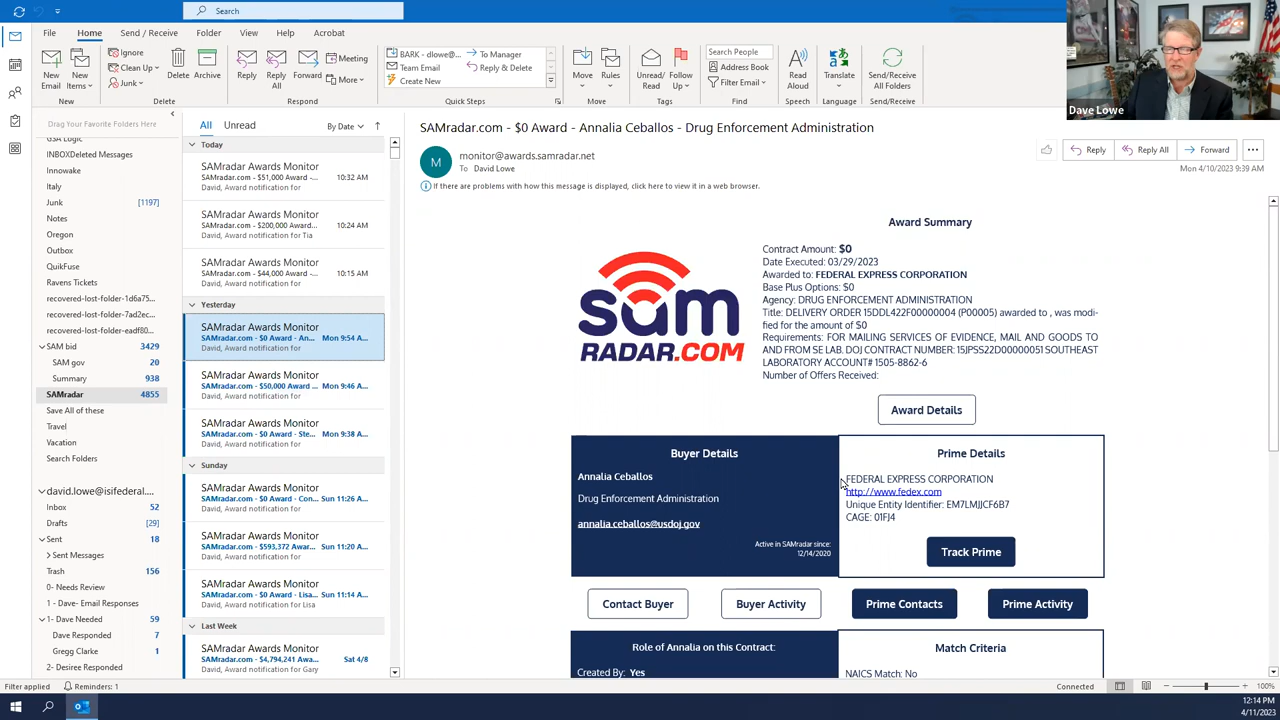 Search
File
Home
Send / Receive
Folder
View
Help
Acrobat
New Email
New Items
New
Ignore
Clean Up
Junk
Delete
Archive
Delete
Reply
Reply All
Forward
Meeting
More
Respond
BARK - dlowe@...
Team Email
Create New
To Manager
Reply & Delete
Quick Steps
Move
Rules
Move
Unread/ Read
Follow Up
Tags
Search People
Address Book
Filter Email
Find
Read Aloud
Speech
Translate
Language
Send/Receive All Folders
Send/Receive
Dave Lowe
Drag Your Favorite Folders Here
GSA Logic
INBOXDeleted Messages
Innowake
Italy
Junk [1197]
Notes
Oregon
Outbox
QuikFuse
Ravens Tickets
recovered-lost-folder-1d6a75...
recovered-lost-folder-7ad2ec...
recovered-lost-folder-eadf80...
SAM bid 3429
SAM gov 20
Summary 938
SAMradar 4855
Save All of these
Travel
Vacation
Search Folders
david.lowe@isifederal....
Inbox 52
Drafts [29]
Sent 18
Sent Messages
Trash 156
0- Needs Review
1 - Dave- Email Responses
1- Dave Needed 59
Dave Responded 7
Gregg Clarke 1
2- Desiree Responded
All
Unread
By Date
Today
SAMradar Awards Monitor
SAMradar.com - $51,000 Award -... 10:32 AM
David, Award notification for
SAMradar Awards Monitor
SAMradar.com - $200,000 Award... 10:24 AM
David, Award notification for Tia
SAMradar Awards Monitor
SAMradar.com - $44,000 Award -... 10:15 AM
David, Award notification for
Yesterday
SAMradar Awards Monitor
SAMradar.com - $0 Award - An... Mon 9:54 A...
David, Award notification for
SAMradar Awards Monitor
SAMradar.com - $50,000 Award ... Mon 9:46 A...
David, Award notification for
SAMradar Awards Monitor
SAMradar.com - $0 Award - Ste... Mon 9:38 A...
David, Award notification for
Sunday
SAMradar Awards Monitor
SAMradar.com - $0 Award - Con... Sun 11:26 A...
David, Award notification for
SAMradar Awards Monitor
SAMradar.com - $593,372 Awar... Sun 11:20 A...
David, Award notification for
SAMradar Awards Monitor
SAMradar.com - $0 Award - Lisa... Sun 11:14 A...
David, Award notification for Lisa
Last Week
SAMradar Awards Monitor
SAMradar.com - $4,794,241 Awa... Sat 4/8
David, Award notification for Gary
SAMradar.com - $0 Award - Annalia Ceballos - Drug Enforcement Administration
M
monitor@awards.samradar.net
To David Lowe
If there are problems with how this message is displayed, click here to view it in a web browser.
Reply
Reply All
Forward
Mon 4/10/2023 9:39 AM
Award Summary
sam
RADAR.COM
Contract Amount: $0
Date Executed: 03/29/2023
Awarded to: FEDERAL EXPRESS CORPORATION
Base Plus Options: $0
Agency: DRUG ENFORCEMENT ADMINISTRATION
Title: DELIVERY ORDER 15DDL422F00000004 (P00005) awarded to , was modi-
fied for the amount of $0
Requirements: FOR MAILING SERVICES OF EVIDENCE, MAIL AND GOODS TO
AND FROM SE LAB. DOJ CONTRACT NUMBER: 15JPSS22D00000051 SOUTHEAST
LABORATORY ACCOUNT# 1505-8862-6
Number of Offers Received:
Award Details
Buyer Details
Annalia Ceballos
Drug Enforcement Administration
annalia.ceballos@usdoj.gov
Active in SAMradar since:
12/14/2020
Prime Details
FEDERAL EXPRESS CORPORATION
http://www.fedex.com
Unique Entity Identifier: EM7LMJJCF6B7
CAGE: 01FJ4
Track Prime
Contact Buyer
Buyer Activity
Prime Contacts
Prime Activity
Role of Annalia on this Contract:
Created By: Yes
Match Criteria
NAICS Match: No
Filter applied
Reminders: 1
Connected
100%
12:14 PM
4/11/2023